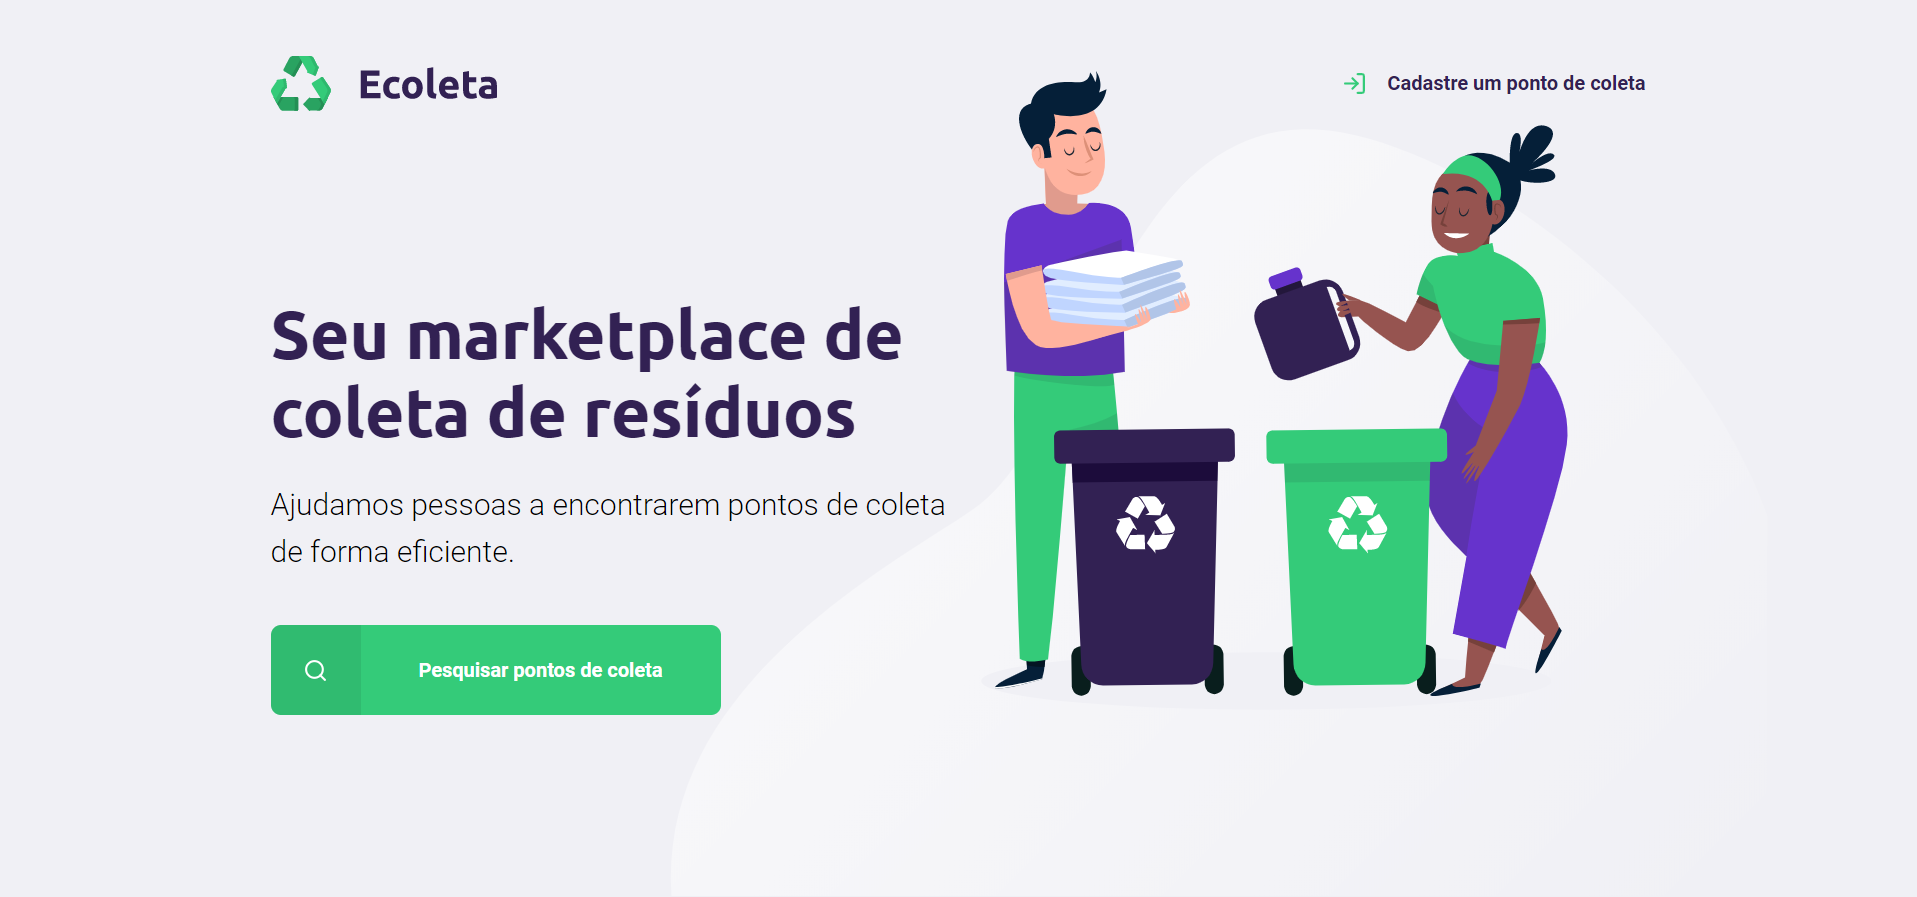 Ecoleta
Cadastre um ponto de coleta
Seu marketplace de
coleta de resíduos
Ajudamos pessoas a encontrarem pontos de coleta
de forma eficiente.
Pesquisar pontos de coleta